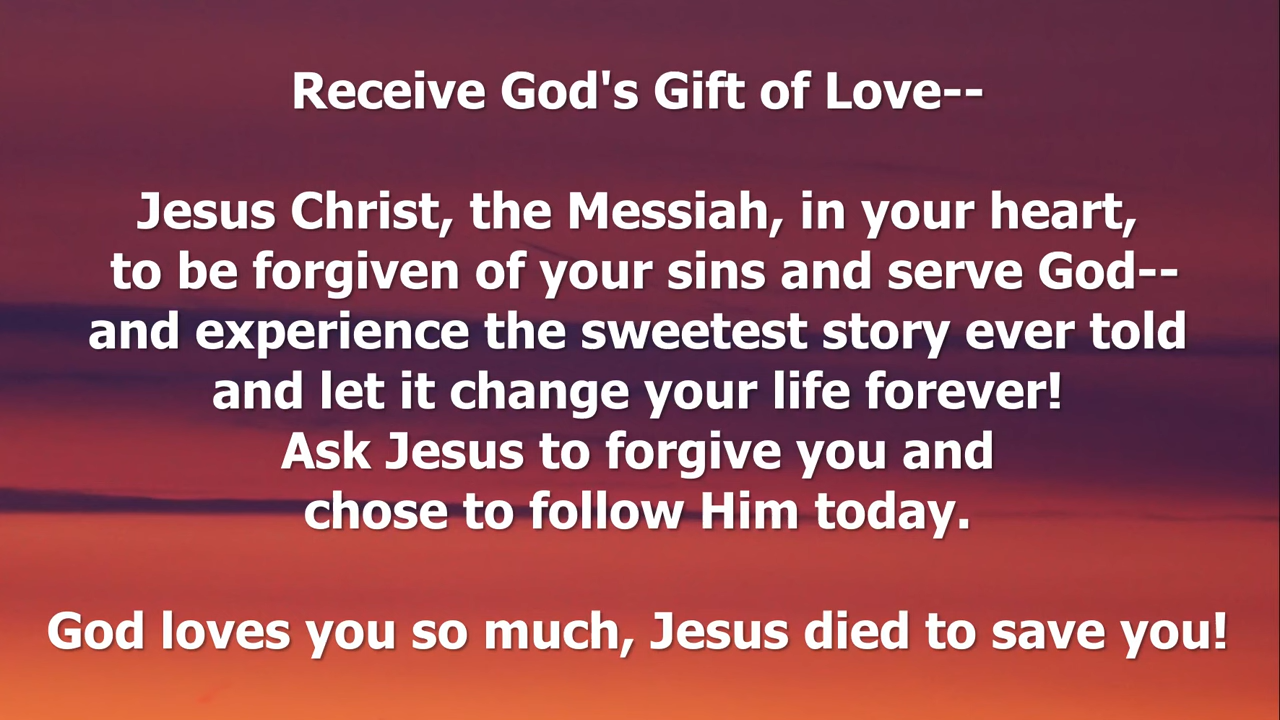 Receive God's Gift of Love--
Jesus Christ, the Messiah, in your heart,
to be forgiven of your sins and serve God--
and experience the sweetest story ever told
and let it change your life forever!
Ask Jesus to forgive you and
chose to follow Him today.
God loves you so much, Jesus died to save you!